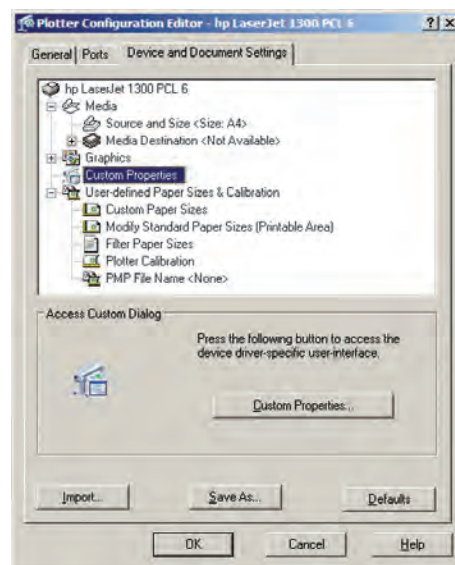 Plotter Configuration Editor - hp LaserJet 1300 PCL 6
General Ports Device and Document Settings
hp LaserJet 1300 PCL 6
Media
Source and Size <Size: A4>
Media Destination <Not Available>
Graphics
Custom Properties
User-defined Paper Sizes & Calibration
Custom Paper Sizes
Modify Standard Paper Sizes (Printable Area)
Filter Paper Sizes
Plotter Calibration
PMP File Name <None>
Access Custom Dialog
Press the following button to access the
device driver-specific user-interface.
Custom Properties...
Import... Save As... Defaults
OK Cancel Help